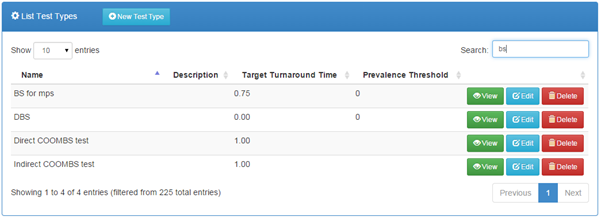 List Test Types New Test Type
Show 10 entries Search: bs
Name Description Target Turnaround Time Prevalence Threshold
BS for mps 0.75 0 View Edit Delete
DBS 0.00 0 View Edit Delete
Direct COOMBS test 1.00 View Edit Delete
Indirect COOMBS test 1.00 View Edit Delete
Showing 1 to 4 of 4 entries (filtered from 225 total entries) Previous 1 Next